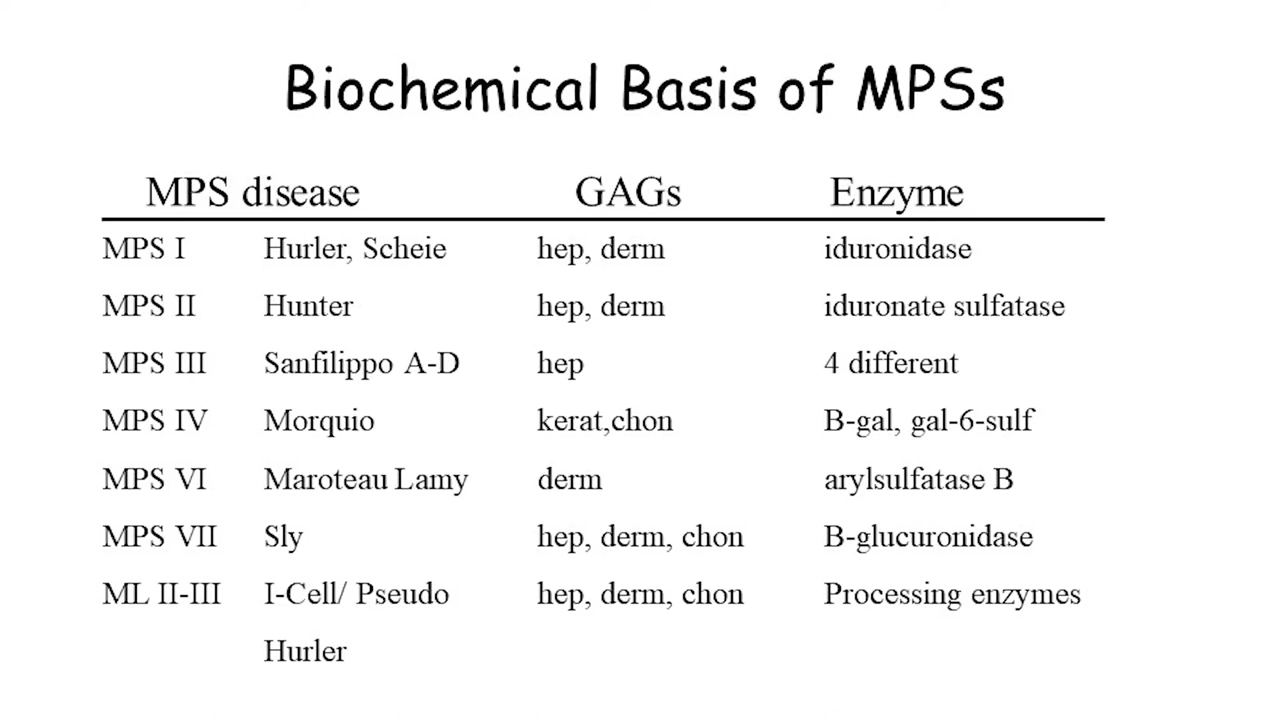 Biochemical Basis of MPSs
MPS disease GAGs Enzyme
MPS I Hurler, Scheie hep, derm iduronidase
MPS II Hunter hep, derm iduronate sulfatase
MPS III Sanfilippo A-D hep 4 different
MPS IV Morquio kerat,chon B-gal, gal-6-sulf
MPS VI Maroteau Lamy derm arylsulfatase B
MPS VII Sly hep, derm, chon B-glucuronidase
ML II-III I-Cell/ Pseudo hep, derm, chon Processing enzymes
Hurler